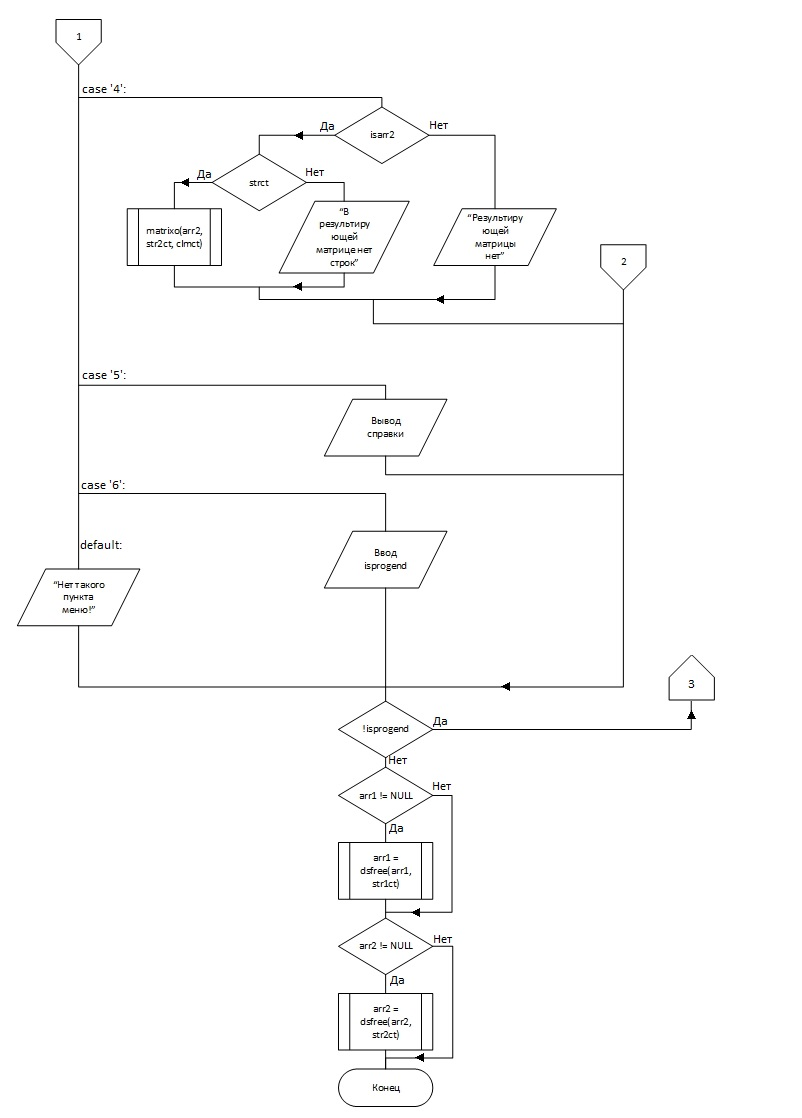 1
case '4':
isarr2
Да
Нет
strct
Да
Нет
matrixo(arr2,
str2ct, clmct)
"В
результиру
ющей
матрице нет
строк"
"Результиру
ющей
матрицы
нет"
2
case '5':
Вывод
справки
case '6':
Ввод
isprogend
default:
"Нет такого
пункта
меню!"
3
!isprogend
Да
Нет
arr1 != NULL
Нет
Да
arr1 =
dsfree(arr1,
str1ct)
arr2 != NULL
Нет
Да
arr2 =
dsfree(arr2,
str2ct)
Конец